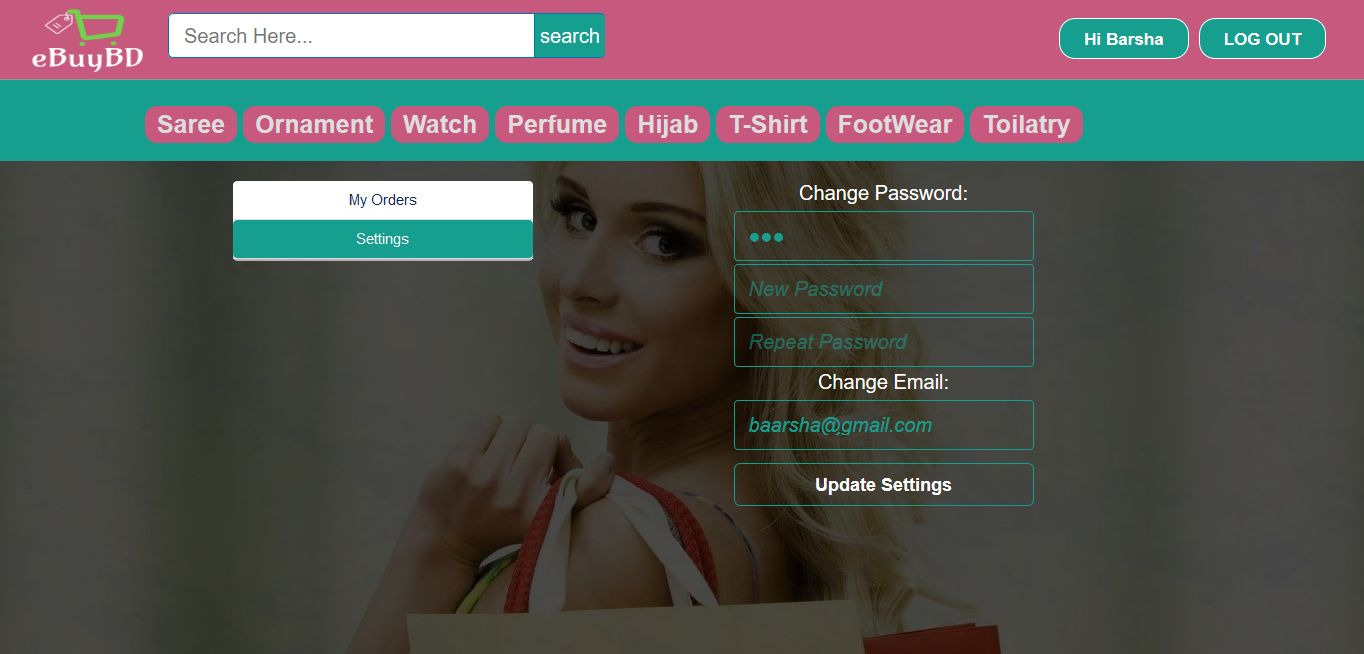 eBuyBD
Search Here...
search
Hi Barsha
LOG OUT
Saree
Ornament
Watch
Perfume
Hijab
T-Shirt
FootWear
Toilatry
My Orders
Settings
Change Password:
•••
New Password
Repeat Password
Change Email:
baarsha@gmail.com
Update Settings